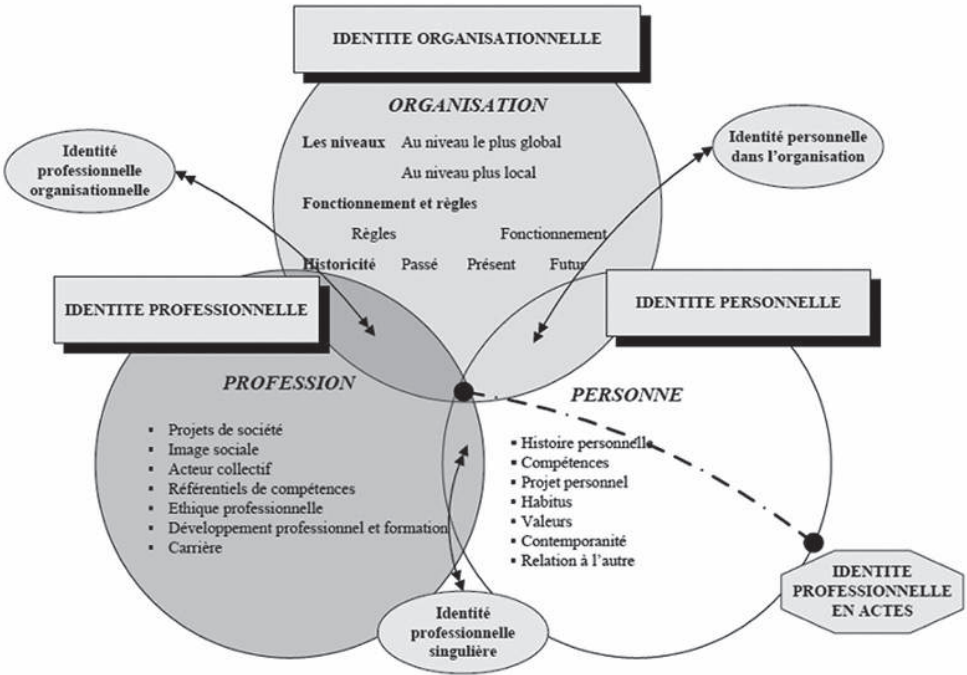 IDENTITE ORGANISATIONNELLE
ORGANISATION
Les niveaux Au niveau le plus global
Au niveau plus local
Fonctionnement et règles
Règles Fonctionnement
Historicité Passé Présent Futur
Identité
professionnelle
organisationnelle
Identité personnelle
dans l'organisation
IDENTITE PROFESSIONNELLE
PROFESSION
▪ Projets de société
▪ Image sociale
▪ Acteur collectif
▪ Référentiels de compétences
▪ Ethique professionnelle
▪ Développement professionnel et formation
▪ Carrière
IDENTITE PERSONNELLE
PERSONNE
▪ Histoire personnelle
▪ Compétences
▪ Projet personnel
▪ Habitus
▪ Valeurs
▪ Contemporanité
▪ Relation à l'autre
Identité
professionnelle
singulière
IDENTITE
PROFESSIONNELLE
EN ACTES